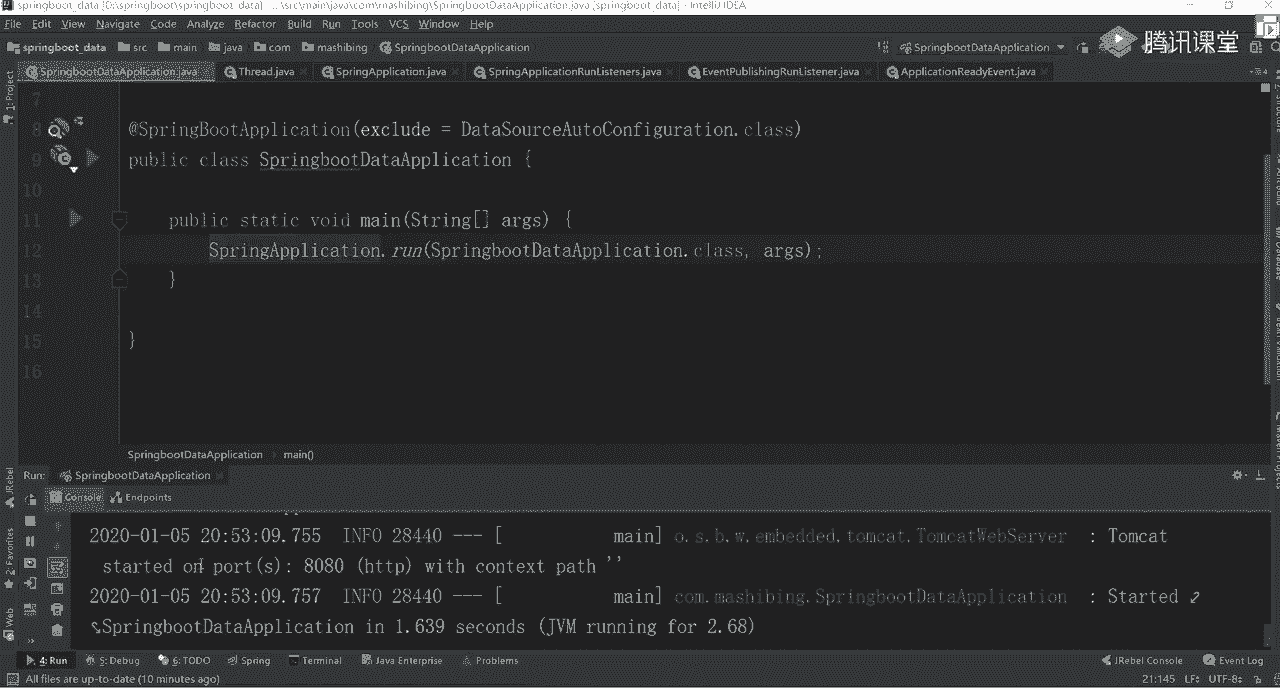 springboot_data [D:\springboot\springboot_data] - ...\src\main\java\com\mashibing\SpringbootDataApplication.java [springboot_data] - IntelliJ IDEA
File Edit View Navigate Code Analyze Refactor Build Run Tools VCS Window Help
springboot_data src main java com mashibing SpringbootDataApplication SpringbootDataApplication
腾讯课堂
SpringbootDataApplication.java Thread.java SpringApplication.java SpringApplicationRunListeners.java EventPublishingRunListener.java ApplicationReadyEvent.java
1: Project
7
8 @SpringBootApplication(exclude = DataSourceAutoConfiguration.class)
9 public class SpringbootDataApplication {
10
11 public static void main(String[] args) {
12 SpringApplication.run(SpringbootDataApplication.class, args);
13 }
14
15 }
16
SpringbootDataApplication main()
Run: SpringbootDataApplication
Console Endpoints
JRebel
2: Favorites
Web
2020-01-05 20:53:09.755 INFO 28440 --- [ main] o.s.b.w.embedded.tomcat.TomcatWebServer : Tomcat
started on port(s): 8080 (http) with context path ''
2020-01-05 20:53:09.757 INFO 28440 --- [ main] com.mashibing.SpringbootDataApplication : Started
SpringbootDataApplication in 1.639 seconds (JVM running for 2.68)
4: Run 5: Debug 6: TODO Spring Terminal Java Enterprise Problems JRebel Console Event Log
All files are up-to-date (10 minutes ago) 21:145 LF UTF-8